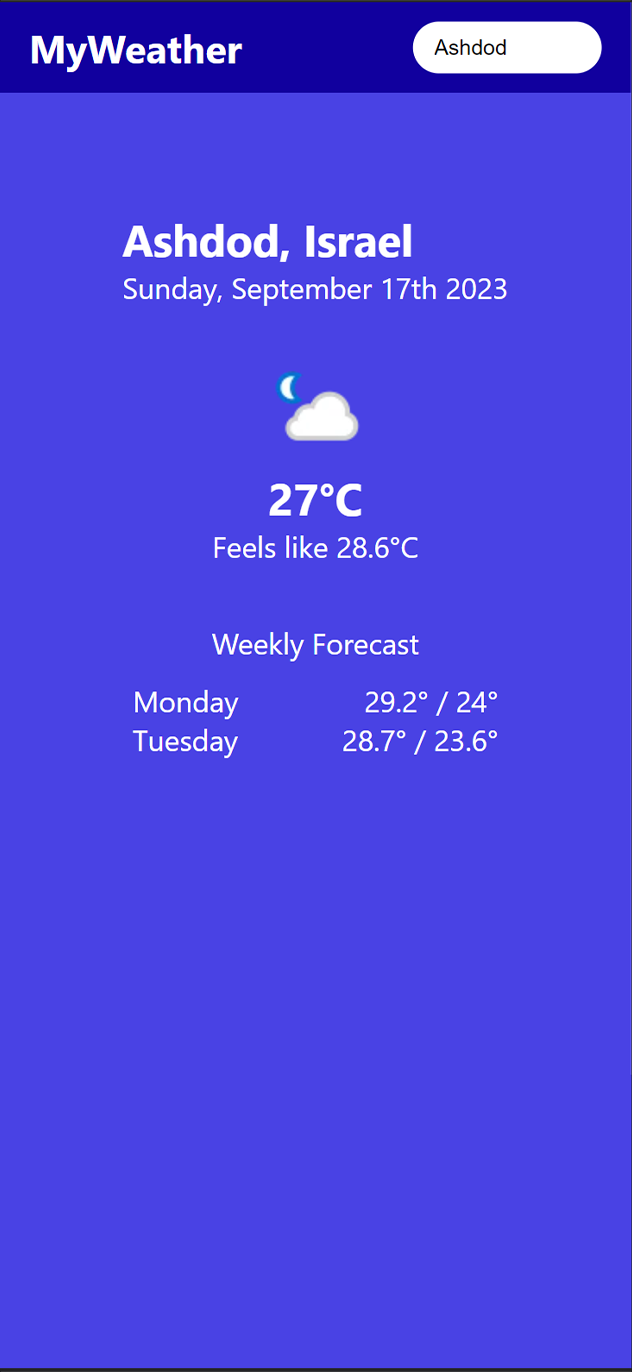 MyWeather
Ashdod
Ashdod, Israel
Sunday, September 17th 2023
27°C
Feels like 28.6°C
Weekly Forecast
Monday 29.2° / 24°
Tuesday 28.7° / 23.6°